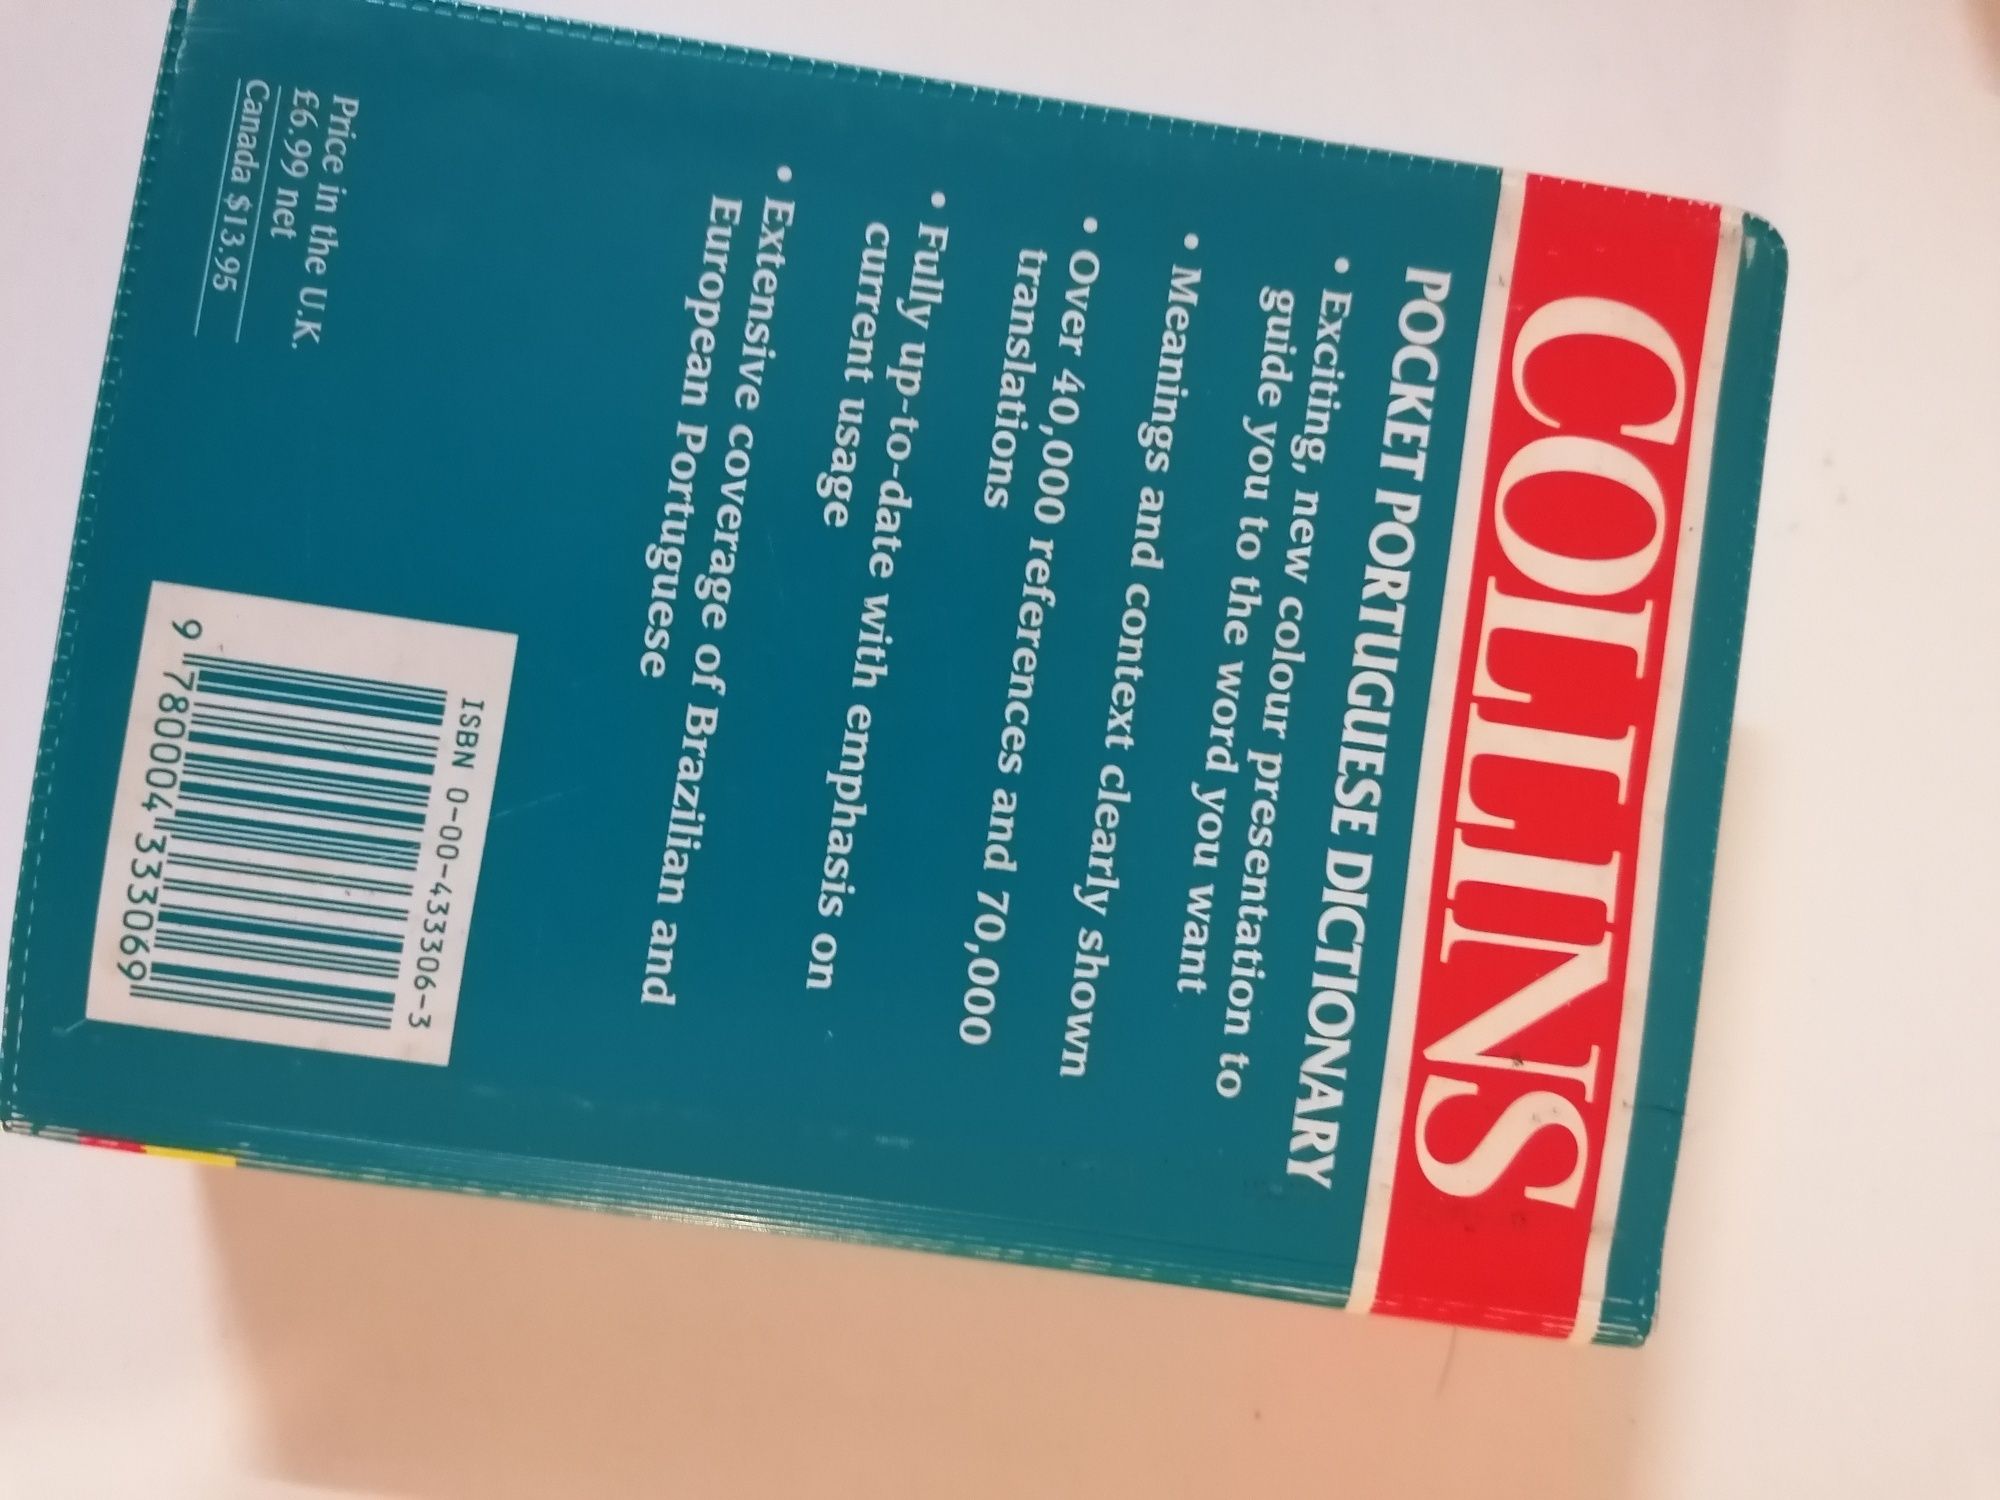 COLLINS
POCKET PORTUGUESE DICTIONARY
• Exciting, new colour presentation to
guide you to the word you want
• Meanings and context clearly shown
• Over 40,000 references and 70,000
translations
• Fully up-to-date with emphasis on
current usage
• Extensive coverage of Brazilian and
European Portuguese
Price in the U.K.
£6.99 net
Canada $13.95
ISBN 0-00-433306-3
9 780004 333069